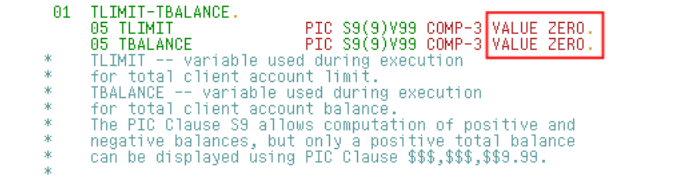 01 TLIMIT-TBALANCE.
05 TLIMIT PIC S9(9)V99 COMP-3 VALUE ZERO.
05 TBALANCE PIC S9(9)V99 COMP-3 VALUE ZERO.
* TLIMIT -- variable used during execution
* for total client account limit.
* TBALANCE -- variable used during execution
* for total client account balance.
* The PIC Clause S9 allows computation of positive and
* negative balances, but only a positive total balance
* can be displayed using PIC Clause $$$,$$$,$$9.99.
*